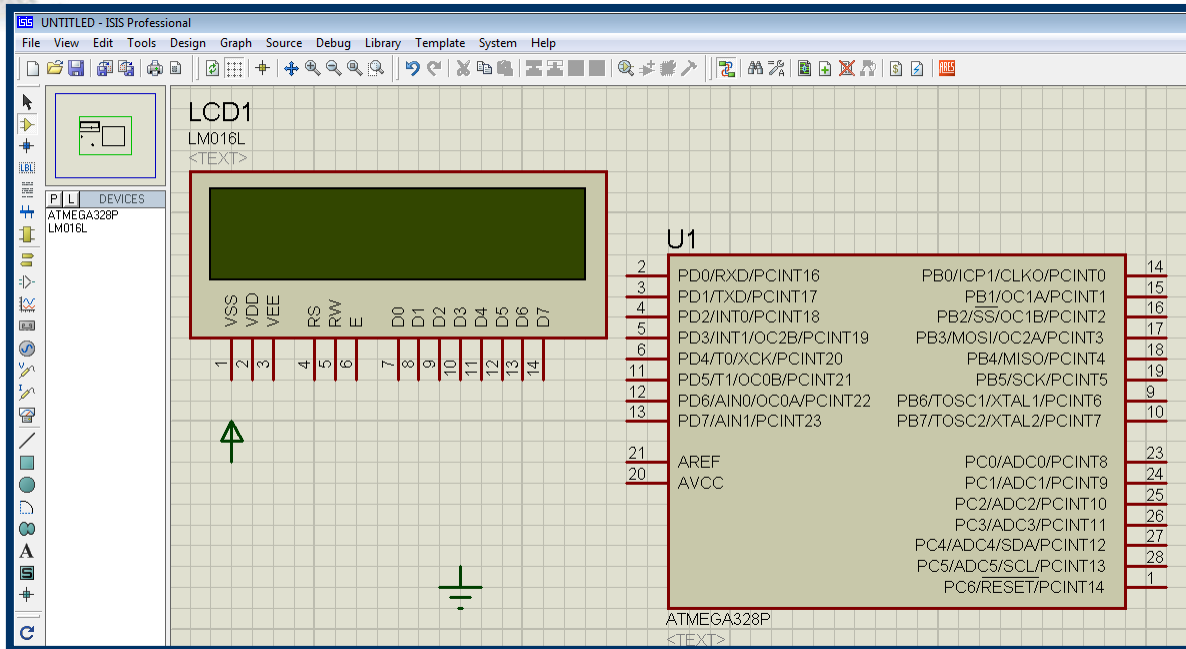 ISIS UNTITLED - ISIS Professional
File View Edit Tools Design Graph Source Debug Library Template System Help
ARES
LBL
P L DEVICES
ATMEGA328P
LM016L
A
S
LCD1
LM016L
<TEXT>
VSS VDD VEE RS RW E D0 D1 D2 D3 D4 D5 D6 D7
1 2 3 4 5 6 7 8 9 10 11 12 13 14
U1
2 PD0/RXD/PCINT16 PB0/ICP1/CLKO/PCINT0 14
3 PD1/TXD/PCINT17 PB1/OC1A/PCINT1 15
4 PD2/INT0/PCINT18 PB2/SS/OC1B/PCINT2 16
5 PD3/INT1/OC2B/PCINT19 PB3/MOSI/OC2A/PCINT3 17
6 PD4/T0/XCK/PCINT20 PB4/MISO/PCINT4 18
11 PD5/T1/OC0B/PCINT21 PB5/SCK/PCINT5 19
12 PD6/AIN0/OC0A/PCINT22 PB6/TOSC1/XTAL1/PCINT6 9
13 PD7/AIN1/PCINT23 PB7/TOSC2/XTAL2/PCINT7 10
21 AREF PC0/ADC0/PCINT8 23
20 AVCC PC1/ADC1/PCINT9 24
PC2/ADC2/PCINT10 25
PC3/ADC3/PCINT11 26
PC4/ADC4/SDA/PCINT12 27
PC5/ADC5/SCL/PCINT13 28
PC6/RESET/PCINT14 1
ATMEGA328P
<TEXT>